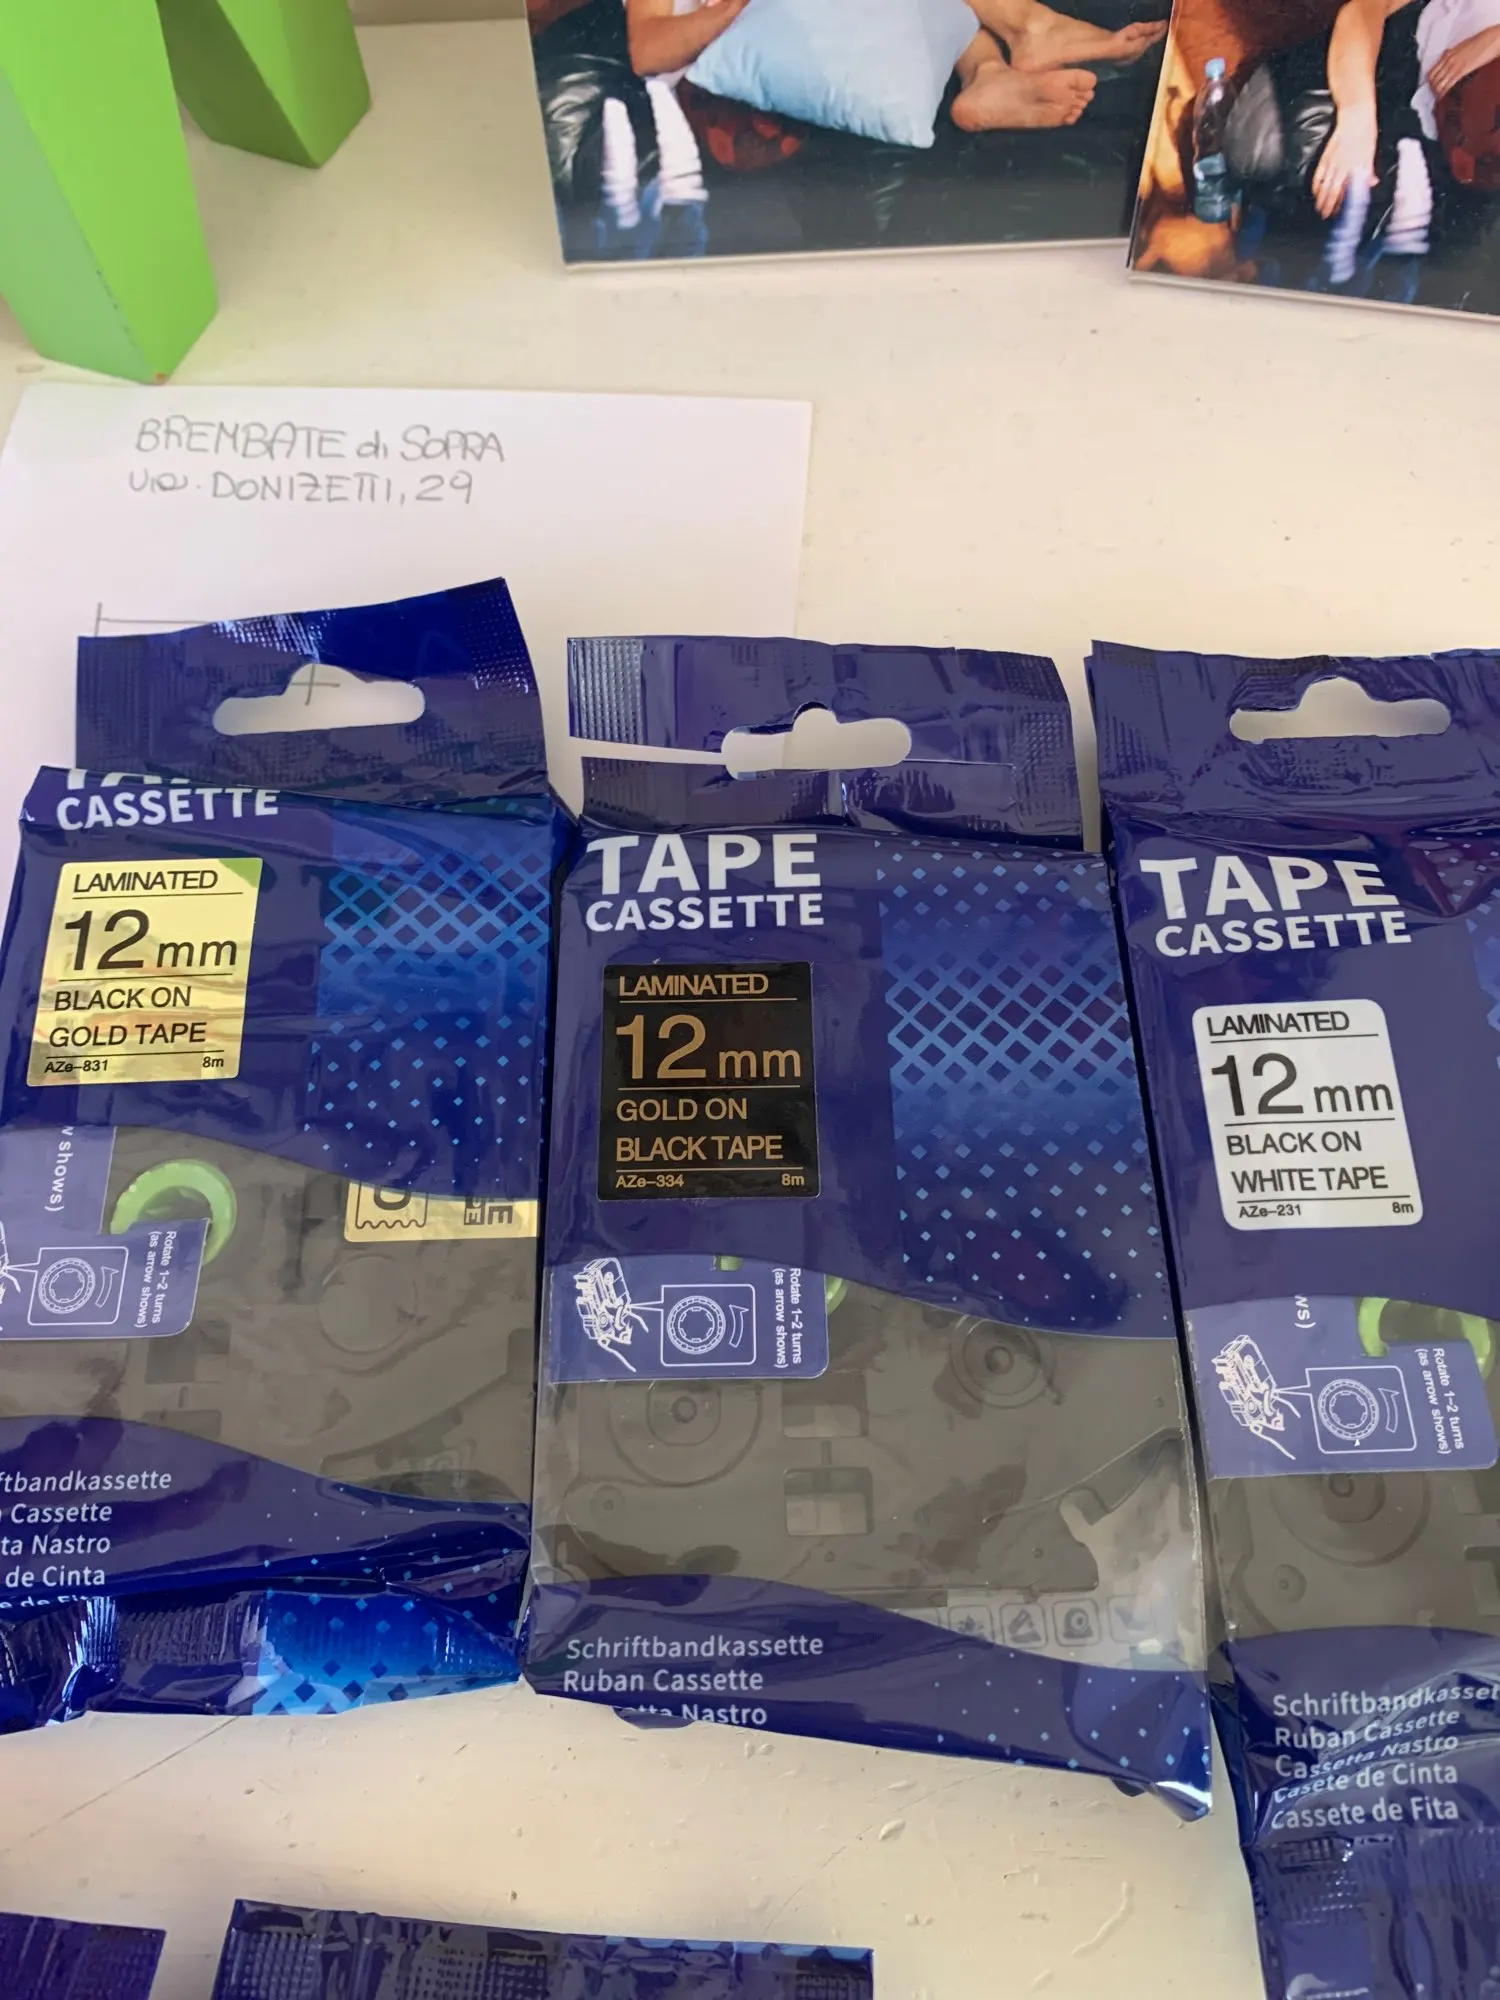 BREMBATE di SOPRA
Via. DONIZETTI, 29
CASSETTE
LAMINATED
12mm
BLACK ON
GOLD TAPE
AZe-831 8m
shows)
Rotate 1-2 turns
(as arrow shows)
Cassette
Nastro
de Cinta
TAPE
CASSETTE
LAMINATED
12mm
GOLD ON
BLACK TAPE
AZe-334 8m
Rotate 1-2 turns
(as arrow shows)
Schriftbandkassette
Ruban Cassette
Nastro
TAPE
CASSETTE
LAMINATED
12mm
BLACK ON
WHITE TAPE
AZe-231 8m
Rotate 1-2 turns
(as arrow shows)
Ruban Cassette
Cassetta Nastro
Casete de Cinta
Cassete de Fita